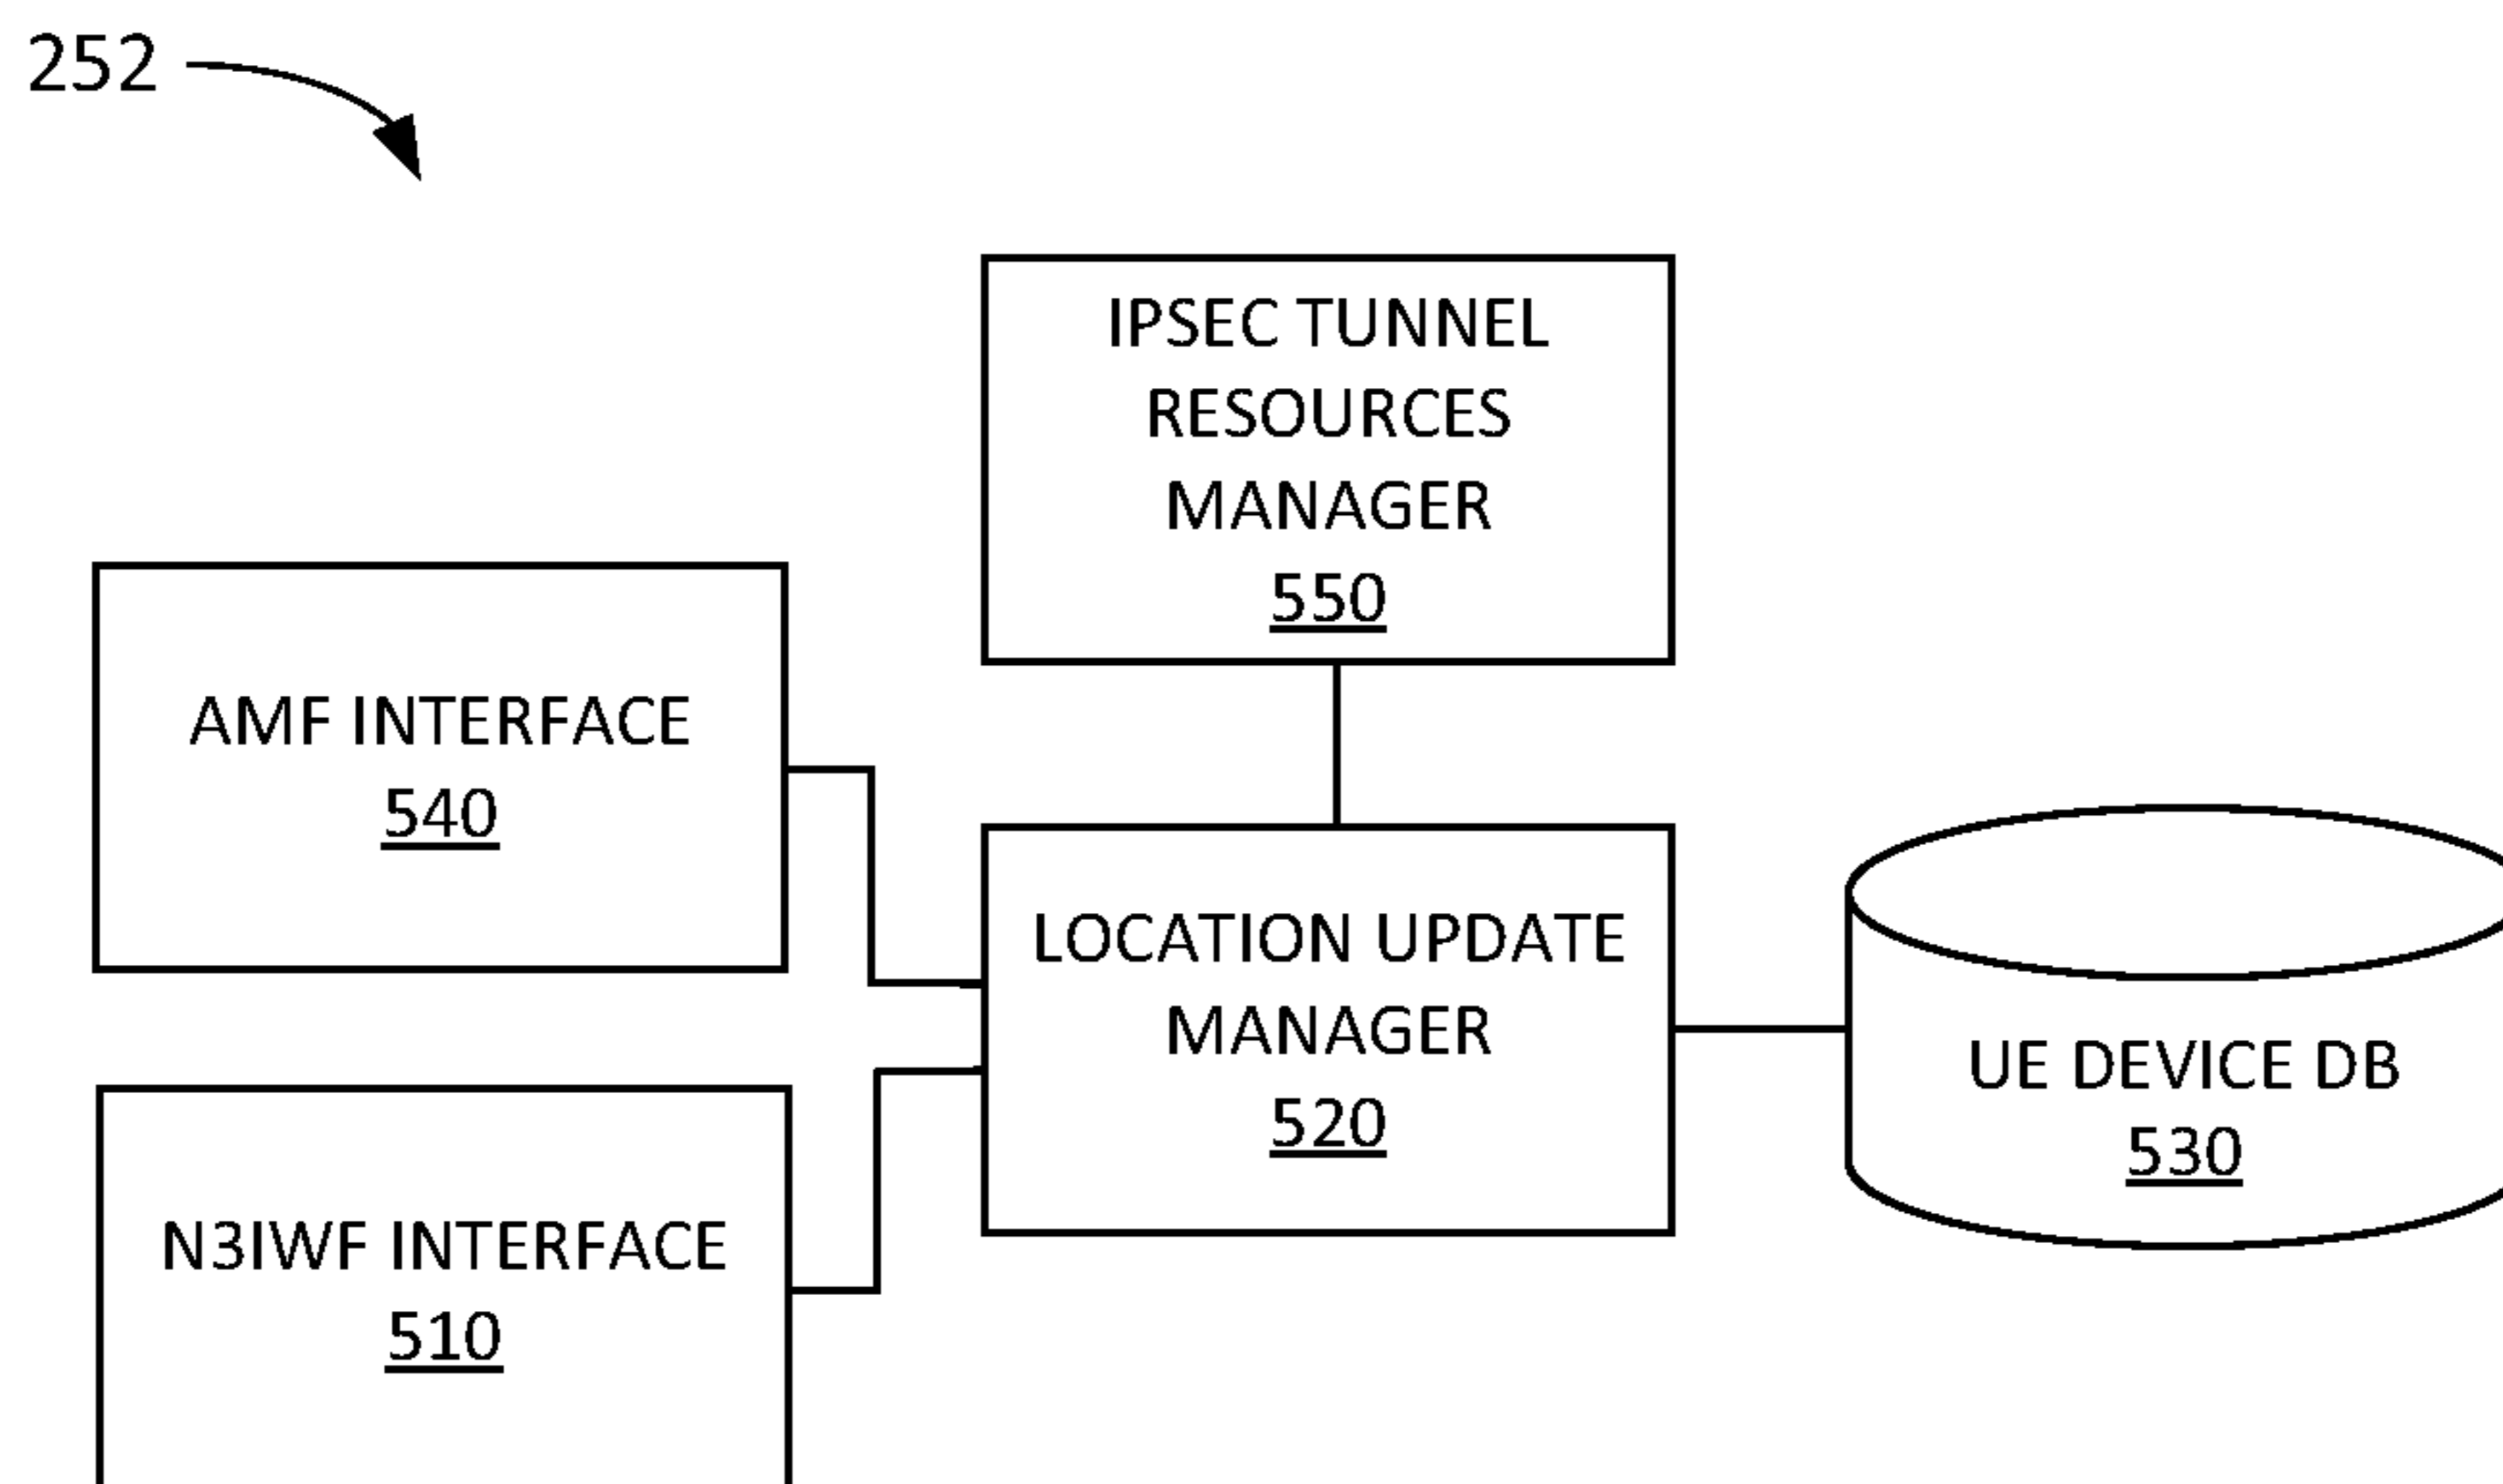 252
IPSEC TUNNEL
RESOURCES
MANAGER
550
AMF INTERFACE
540
LOCATION UPDATE
MANAGER
520
UE DEVICE DB
530
N3IWF INTERFACE
510